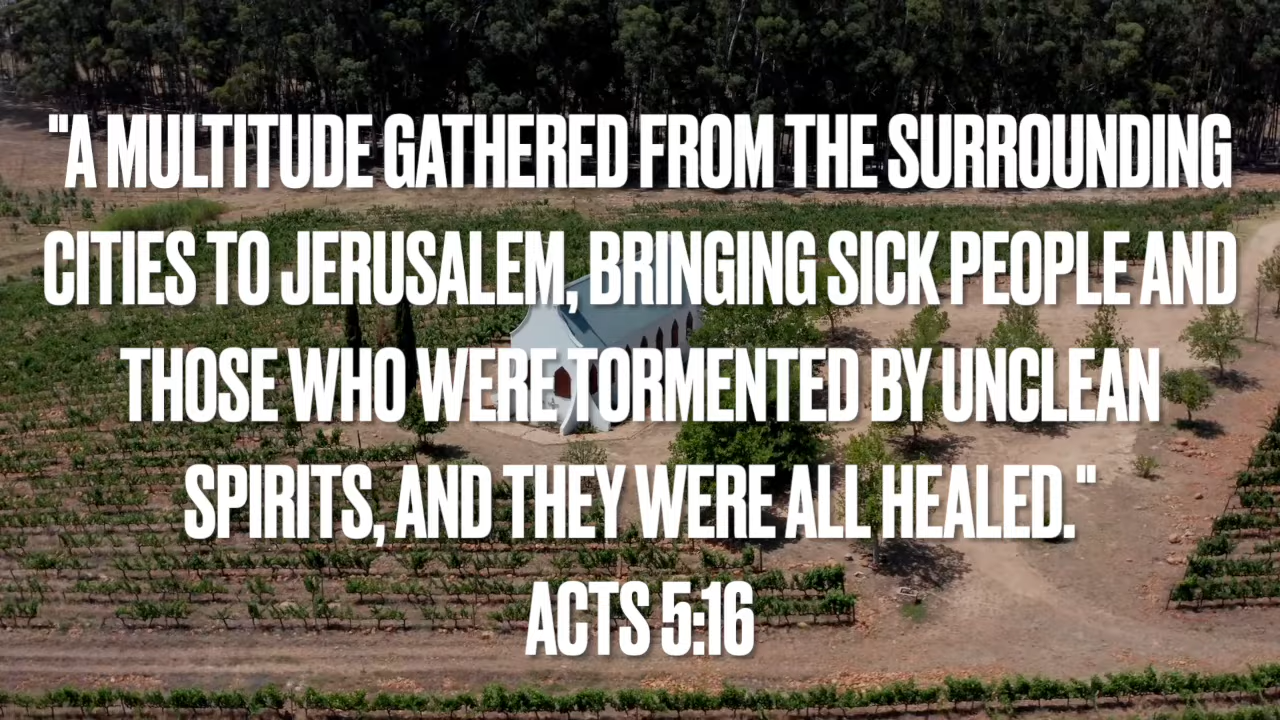 "A MULTITUDE GATHERED FROM THE SURROUNDING
CITIES TO JERUSALEM, BRINGING SICK PEOPLE AND
THOSE WHO WERE TORMENTED BY UNCLEAN
SPIRITS, AND THEY WERE ALL HEALED."
ACTS 5:16